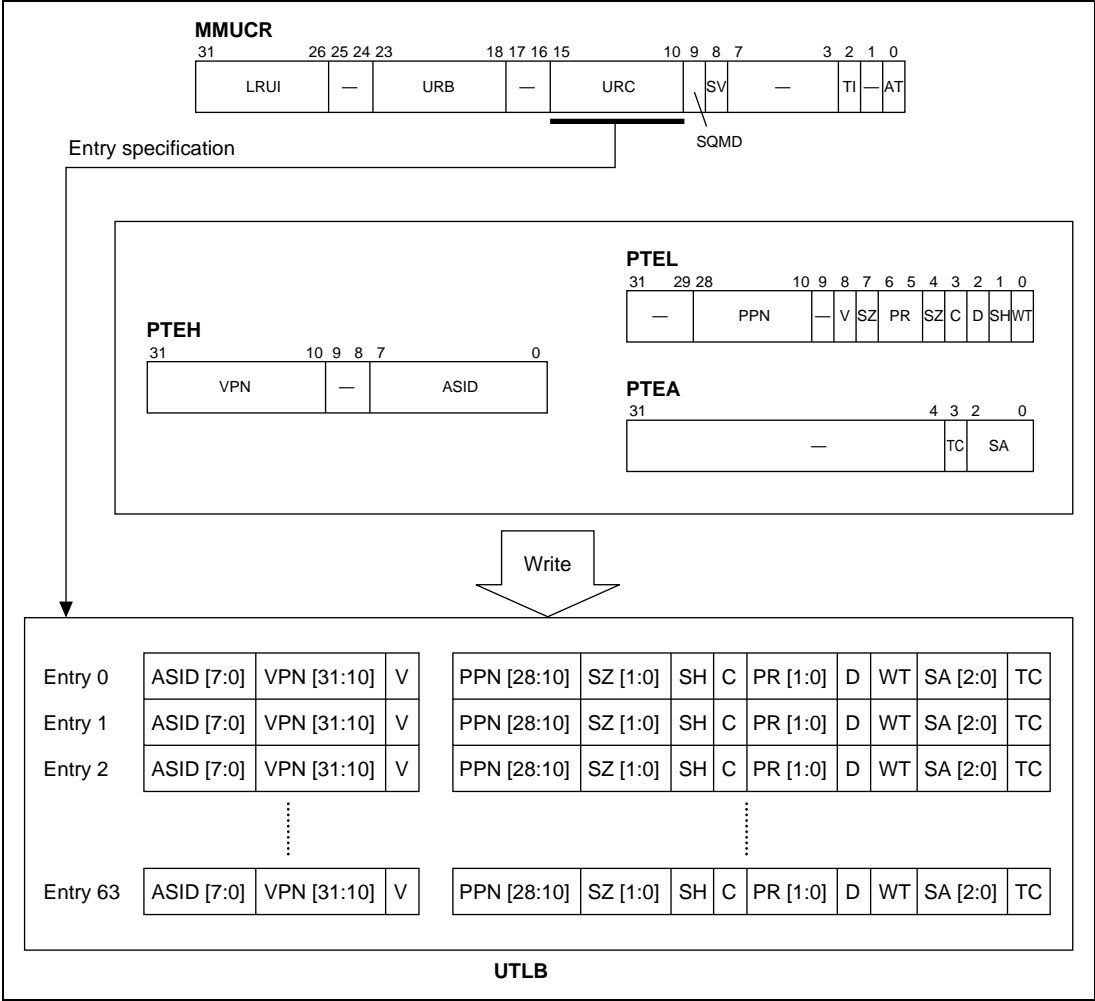 MMUCR
31 26 25 24 23 18 17 16 15 10 9 8 7 3 2 1 0
LRUI — URB — URC SV — TI — AT
SQMD
Entry specification
PTEL
31 29 28 10 9 8 7 6 5 4 3 2 1 0
— PPN — V SZ PR SZ C D SH WT
PTEH
31 10 9 8 7 0
VPN — ASID
PTEA
31 4 3 2 0
— TC SA
Write
Entry 0 ASID [7:0] VPN [31:10] V PPN [28:10] SZ [1:0] SH C PR [1:0] D WT SA [2:0] TC
Entry 1 ASID [7:0] VPN [31:10] V PPN [28:10] SZ [1:0] SH C PR [1:0] D WT SA [2:0] TC
Entry 2 ASID [7:0] VPN [31:10] V PPN [28:10] SZ [1:0] SH C PR [1:0] D WT SA [2:0] TC
Entry 63 ASID [7:0] VPN [31:10] V PPN [28:10] SZ [1:0] SH C PR [1:0] D WT SA [2:0] TC
UTLB